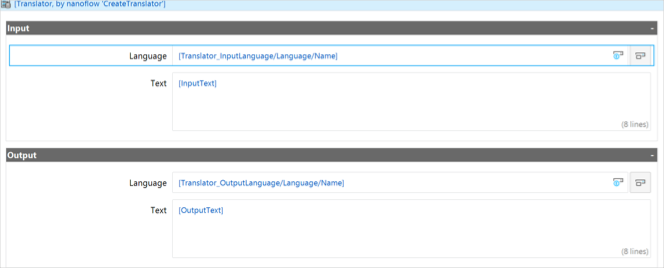 [Translator, by nanoflow 'CreateTranslator']
Input
-
Language [Translator_InputLanguage/Language/Name]
Text [InputText]
(8 lines)
Output
-
Language [Translator_OutputLanguage/Language/Name]
Text [OutputText]
(8 lines)